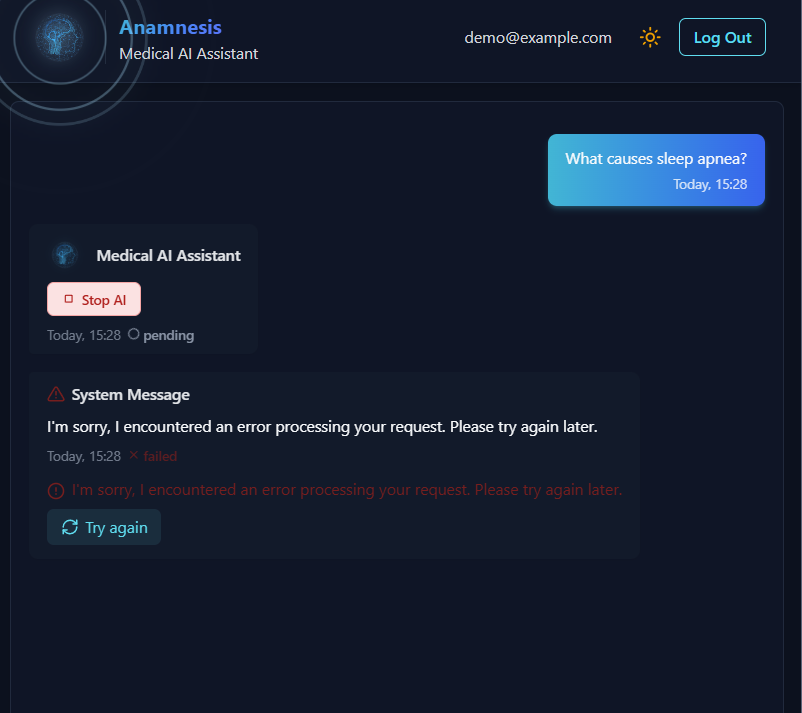 Anamnesis
Medical AI Assistant
demo@example.com
Log Out
What causes sleep apnea?
Today, 15:28
Medical AI Assistant
Stop AI
Today, 15:28 pending
System Message
I'm sorry, I encountered an error processing your request. Please try again later.
Today, 15:28 failed
I'm sorry, I encountered an error processing your request. Please try again later.
Try again